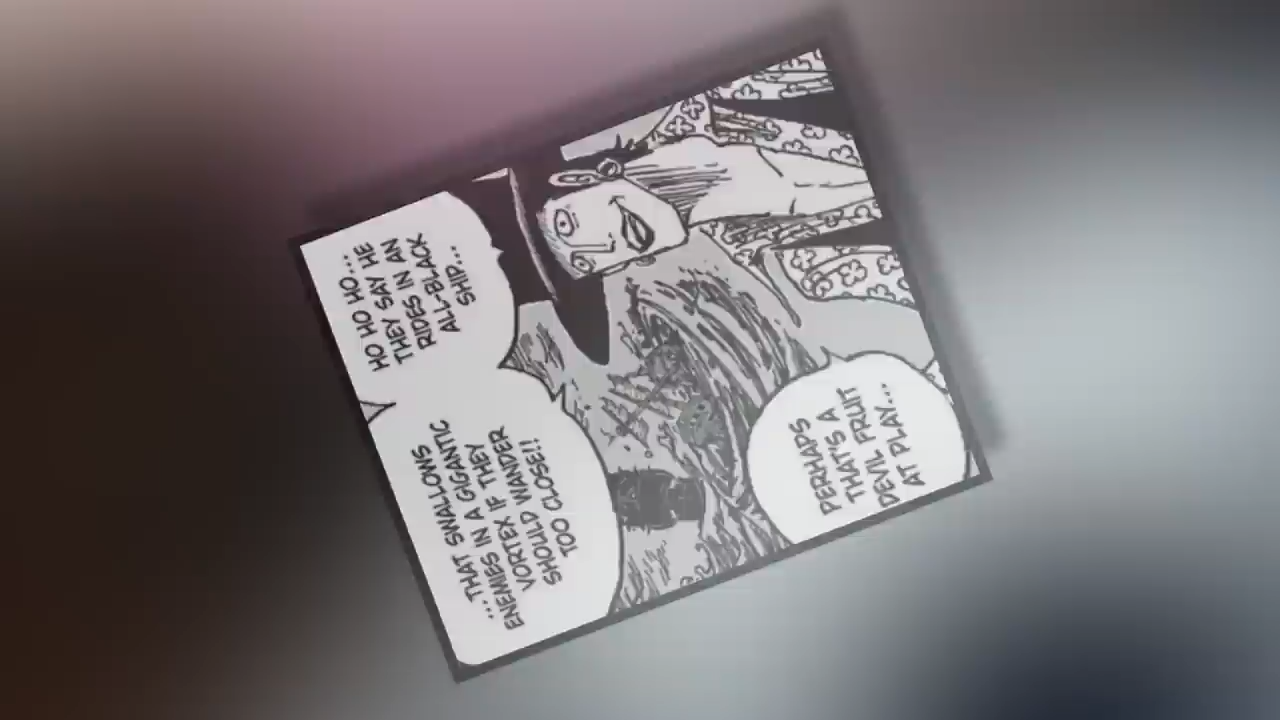 HO HO HO...
THEY SAY HE
RIDES IN AN
ALL-BLACK
SHIP...
...THAT SWALLOWS
ENEMIES IN A GIGANTIC
VORTEX IF THEY
SHOULD WANDER
TOO CLOSE!!
PERHAPS
THAT'S A
DEVIL FRUIT
AT PLAY...